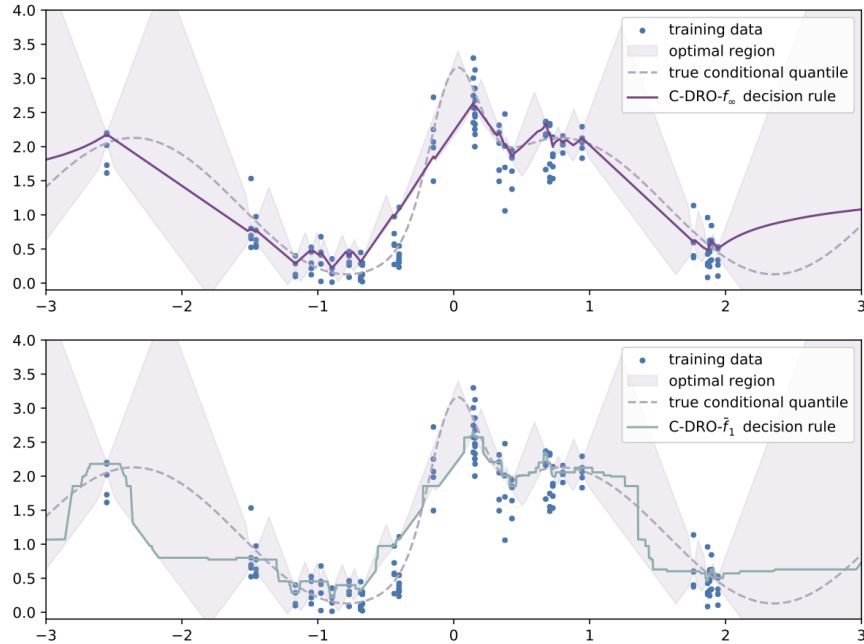 4.0
3.5
3.0
2.5
2.0
1.5
1.0
0.5
0.0
training data
optimal region
true conditional quantile
C-DRO-f∞ decision rule
−3 −2 −1 0 1 2 3
4.0
3.5
3.0
2.5
2.0
1.5
1.0
0.5
0.0
training data
optimal region
true conditional quantile
C-DRO-f̄₁ decision rule
−3 −2 −1 0 1 2 3